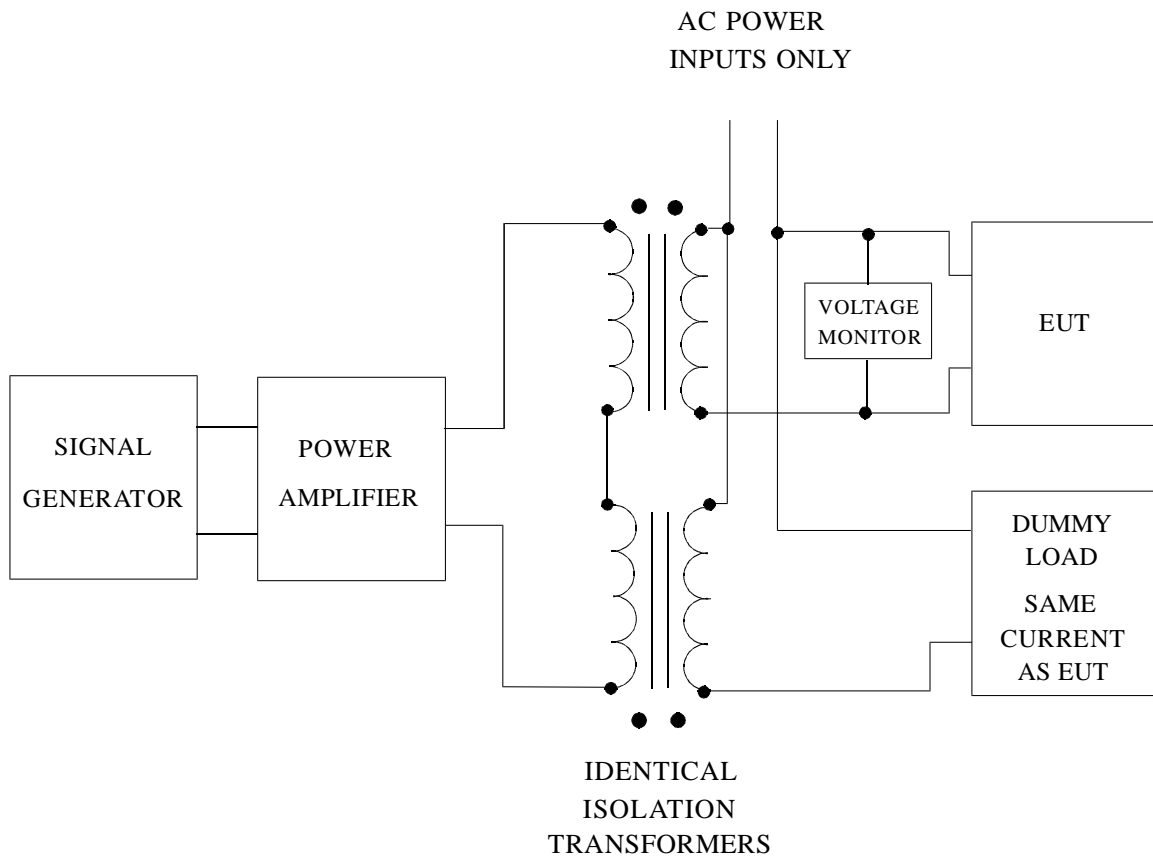 AC POWER
INPUTS ONLY
VOLTAGE
MONITOR
EUT
SIGNAL
GENERATOR
POWER
AMPLIFIER
DUMMY
LOAD
SAME
CURRENT
AS EUT
IDENTICAL
ISOLATION
TRANSFORMERS